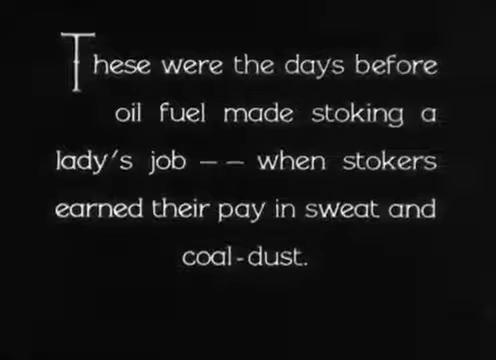 These were the days before
oil fuel made stoking a
lady's job -- when stokers
earned their pay in sweat and
coal-dust.